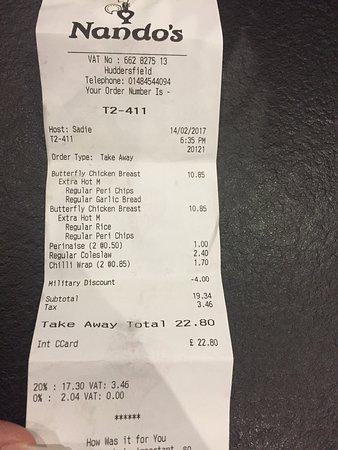 Nando's
VAT No : 662 8275 13
Huddersfield
Telephone: 01484544094
Your Order Number Is -
T2-411
Host: Sadie 14/02/2017
T2-411 6:35 PM
20121
Order Type: Take Away
Butterfly Chicken Breast 10.85
Extra Hot M
Regular Peri Chips
Regular Garlic Bread
Butterfly Chicken Breast 10.85
Extra Hot M
Regular Rice
Regular Peri Chips
Perinaise (2 @0.50) 1.00
Regular Coleslaw 2.40
Chilli Wrap (2 @0.85) 1.70
Military Discount -4.00
Subtotal 19.34
Tax 3.46
Take Away Total 22.80
Int CCard £ 22.80
20% : 17.30 VAT: 3.46
0% : 2.04 VAT: 0.00
******
How Was it for You
important, so